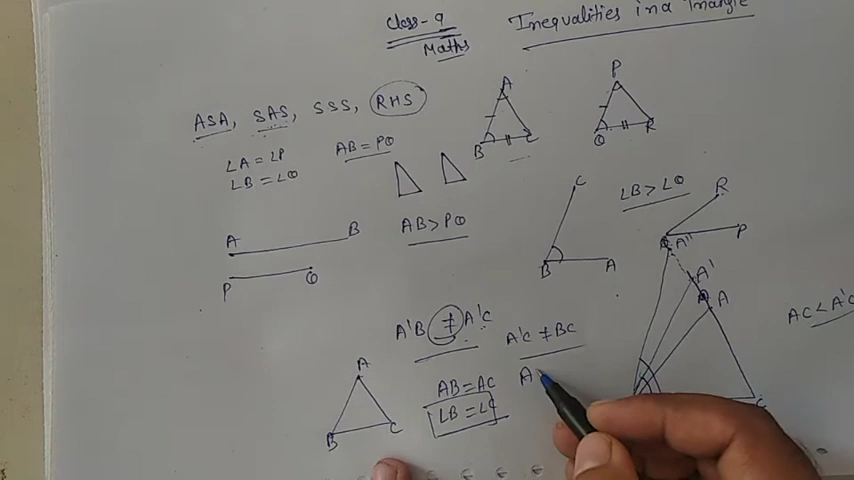 Class-9
Maths
Inequalities in a Triangle
ASA, SAS, SSS, RHS
∠A = ∠P
∠B = ∠Q
AB = PQ
A
B
C
P
Q
R
A
B
P
Q
AB > PQ
C
B
A
∠B > ∠Q
R
P
A"
A'
A
C
AC < A'C
A'B ≠ A'C
A'C ≠ BC
A
A
B
C
AB = AC
∠B = ∠C